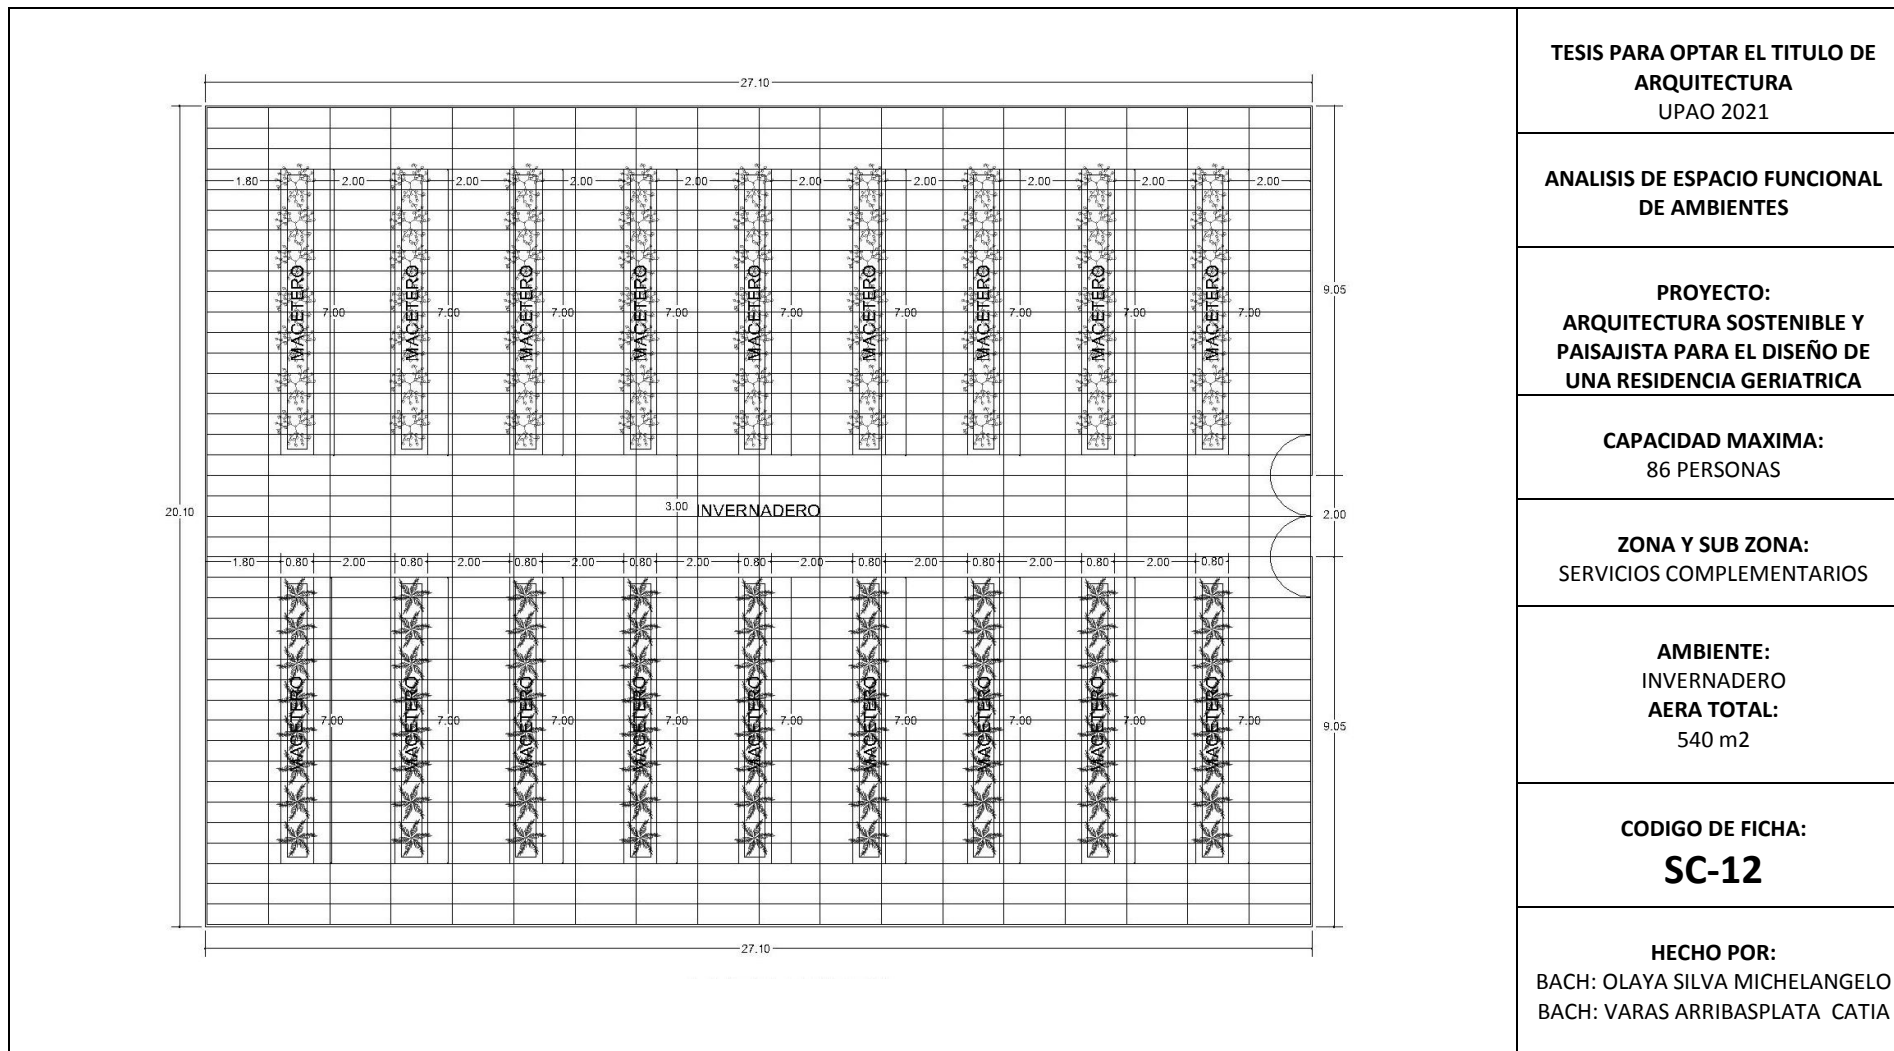 27.10
1.80 2.00 2.00 2.00 2.00 2.00 2.00 2.00 2.00 2.00
MACETERO MACETERO MACETERO MACETERO MACETERO MACETERO MACETERO MACETERO MACETERO
9.05
7.00 7.00 7.00 7.00 7.00 7.00 7.00 7.00 7.00
20.10
3.00 INVERNADERO
2.00
1.80 0.80 2.00 0.80 2.00 0.80 2.00 0.80 2.00 0.80 2.00 0.80 2.00 0.80 2.00 0.80 2.00 0.80
MACETERO MACETERO MACETERO MACETERO MACETERO MACETERO MACETERO MACETERO MACETERO
7.00 7.00 7.00 7.00 7.00 7.00 7.00 7.00 7.00
9.05
27.10
TESIS PARA OPTAR EL TITULO DE
ARQUITECTURA
UPAO 2021
ANALISIS DE ESPACIO FUNCIONAL
DE AMBIENTES
PROYECTO:
ARQUITECTURA SOSTENIBLE Y
PAISAJISTA PARA EL DISEÑO DE
UNA RESIDENCIA GERIATRICA
CAPACIDAD MAXIMA:
86 PERSONAS
ZONA Y SUB ZONA:
SERVICIOS COMPLEMENTARIOS
AMBIENTE:
INVERNADERO
AERA TOTAL:
540 m2
CODIGO DE FICHA:
SC-12
HECHO POR:
BACH: OLAYA SILVA MICHELANGELO
BACH: VARAS ARRIBASPLATA CATIA